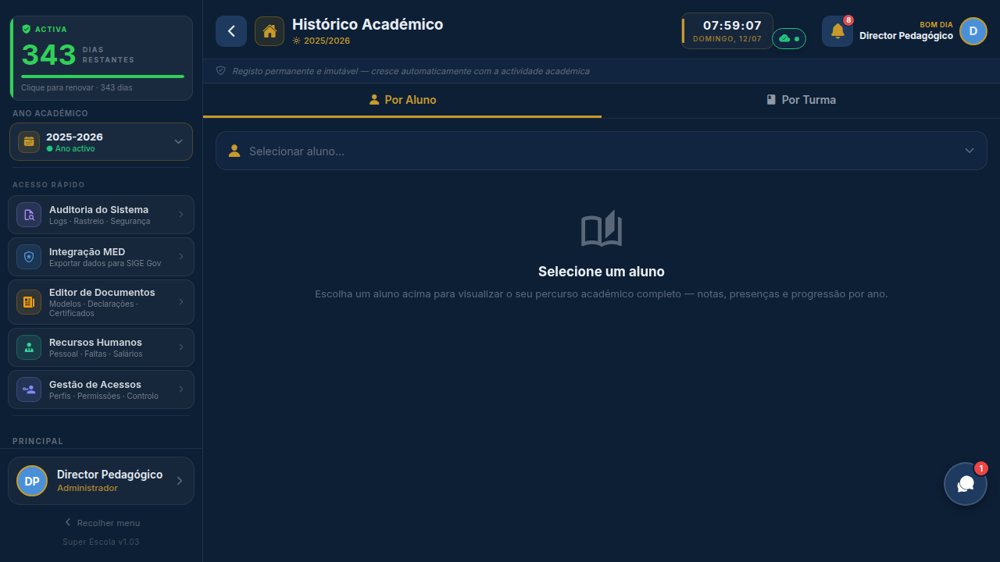 ACTIVA
343
DIAS
RESTANTES
Clique para renovar · 343 dias
ANO ACADÉMICO
2025-2026
Ano activo
ACESSO RÁPIDO
Auditoria do Sistema
Logs · Rastreio · Segurança
Integração MED
Exportar dados para SIGE Gov
Editor de Documentos
Modelos · Declarações ·
Certificados
Recursos Humanos
Pessoal · Faltas · Salários
Gestão de Acessos
Perfis · Permissões · Controlo
PRINCIPAL
DP
Director Pedagógico
Administrador
Recolher menu
Super Escola v1.03
Histórico Académico
2025/2026
07:59:07
DOMINGO, 12/07
8
BOM DIA
Director Pedagógico
D
Registo permanente e imutável — cresce automaticamente com a actividade académica
Por Aluno
Por Turma
Selecionar aluno...
Selecione um aluno
Escolha um aluno acima para visualizar o seu percurso académico completo — notas, presenças e progressão por ano.
1